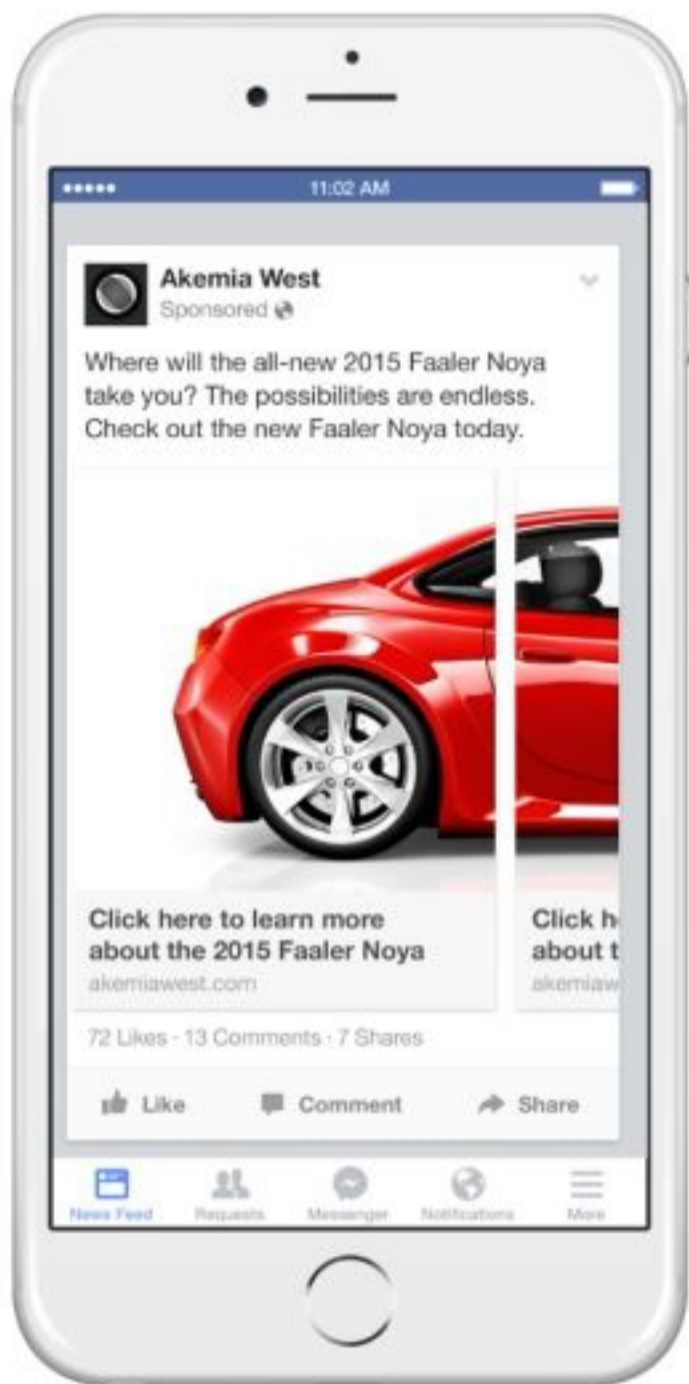 11:02 AM
Akemia West
Sponsored
Where will the all-new 2015 Faaler Noya
take you? The possibilities are endless.
Check out the new Faaler Noya today.
Click here to learn more
about the 2015 Faaler Noya
akemiawest.com
Click h
about t
akemiaw
72 Likes · 13 Comments · 7 Shares
Like Comment Share
News Feed Requests Messenger Notifications More